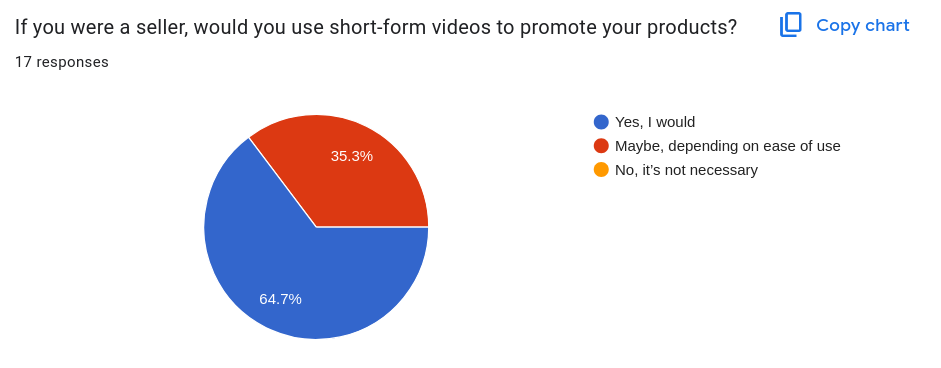 If you were a seller, would you use short-form videos to promote your products?
Copy chart
17 responses
35.3%
64.7%
Yes, I would
Maybe, depending on ease of use
No, it’s not necessary